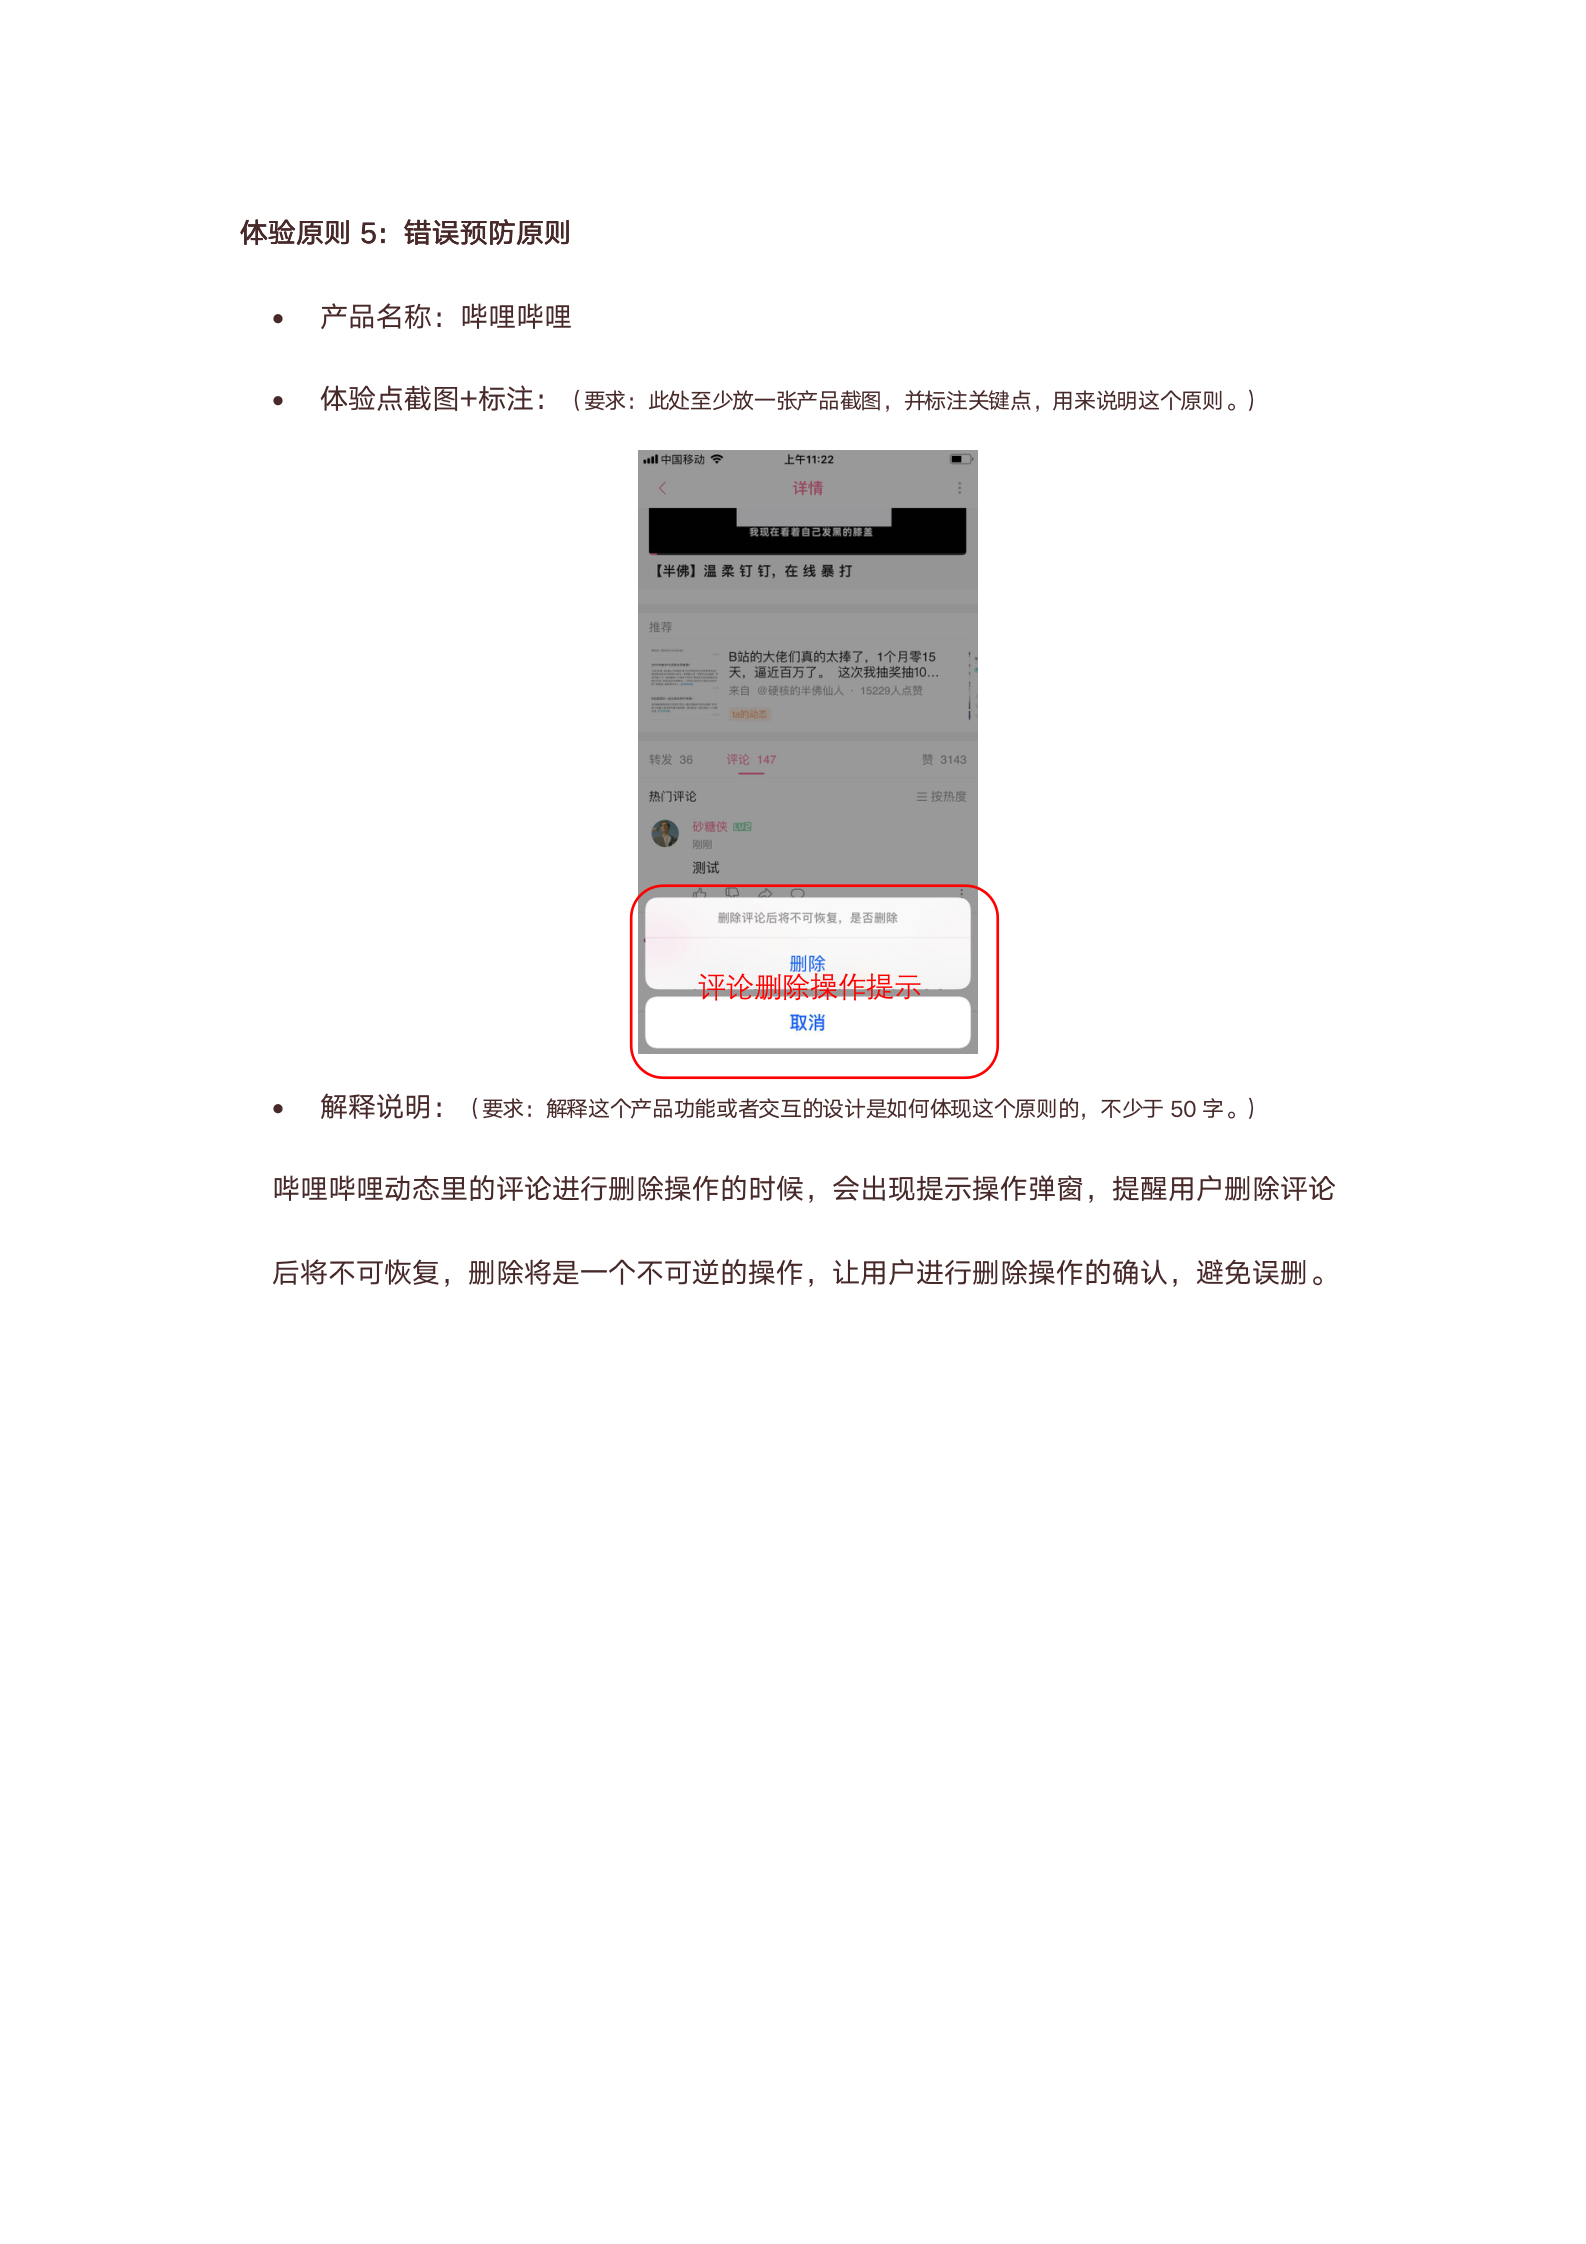 体验原则 5：错误预防原则
• 产品名称：哔哩哔哩
• 体验点截图+标注：（要求：此处至少放一张产品截图，并标注关键点，用来说明这个原则。）
中国移动 上午11:22
详情
我现在看着自己发黑的膝盖
【半佛】温 柔 钉 钉，在 线 暴 打
推荐
B站的大佬们真的太捧了，1个月零15
天，逼近百万了。 这次我抽奖抽10...
来自 @硬核的半佛仙人 · 15229人点赞
ta的动态
转发 36 评论 147 赞 3143
热门评论 按热度
砂糖侠
刚刚
测试
删除评论后将不可恢复，是否删除
删除
评论删除操作提示
取消
• 解释说明：（要求：解释这个产品功能或者交互的设计是如何体现这个原则的，不少于 50 字。）
哔哩哔哩动态里的评论进行删除操作的时候，会出现提示操作弹窗，提醒用户删除评论
后将不可恢复，删除将是一个不可逆的操作，让用户进行删除操作的确认，避免误删。